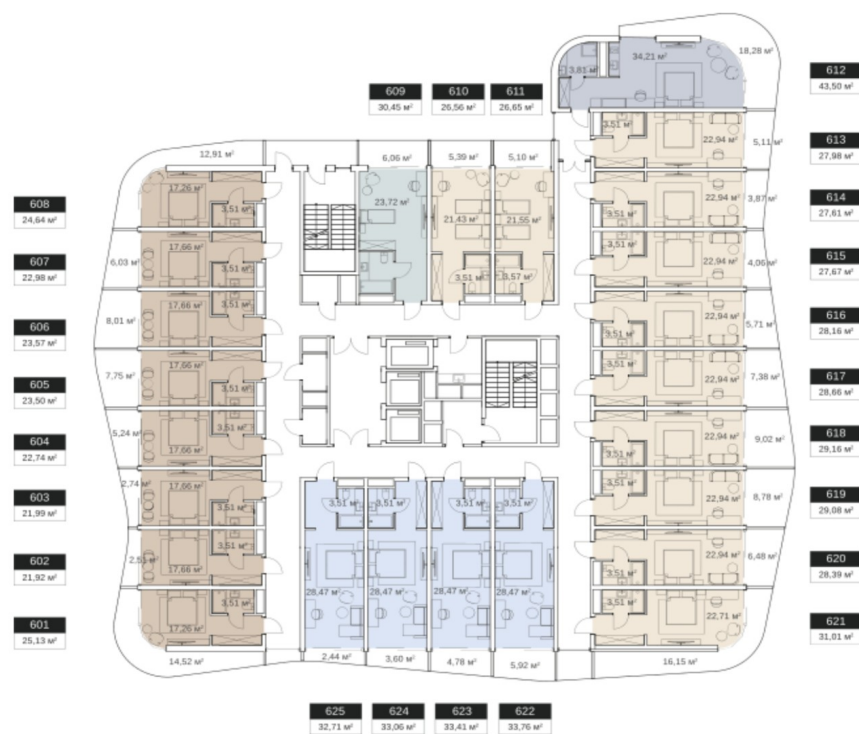 18,28 м²
34,21 м²
3,81 м²
612
43,50 м²
609
30,45 м²
610
26,56 м²
611
26,65 м²
3,51 м²
22,94 м²
5,11 м²
613
27,98 м²
12,91 м²
6,06 м²
5,39 м²
5,10 м²
608
24,64 м²
17,26 м²
3,51 м²
23,72 м²
21,43 м²
21,55 м²
3,51 м²
22,94 м²
3,87 м²
614
27,61 м²
607
22,98 м²
6,03 м²
17,66 м²
3,51 м²
3,51 м²
3,57 м²
3,51 м²
22,94 м²
4,06 м²
615
27,67 м²
606
23,57 м²
8,01 м²
17,66 м²
3,51 м²
3,51 м²
22,94 м²
5,71 м²
616
28,16 м²
605
23,50 м²
7,75 м²
17,66 м²
3,51 м²
3,51 м²
22,94 м²
7,38 м²
617
28,66 м²
604
22,74 м²
5,24 м²
17,66 м²
3,51 м²
3,51 м²
22,94 м²
9,02 м²
618
29,16 м²
603
21,99 м²
2,74 м²
17,66 м²
3,51 м²
3,51 м²
3,51 м²
3,51 м²
3,51 м²
3,51 м²
22,94 м²
8,78 м²
619
29,08 м²
602
21,92 м²
17,66 м²
3,51 м²
3,51 м²
22,94 м²
6,48 м²
620
28,39 м²
601
25,13 м²
17,26 м²
3,51 м²
28,47 м²
28,47 м²
28,47 м²
28,47 м²
3,51 м²
22,71 м²
621
31,01 м²
14,52 м²
2,44 м²
3,60 м²
4,78 м²
5,92 м²
16,15 м²
625
32,71 м²
624
33,06 м²
623
33,41 м²
622
33,76 м²